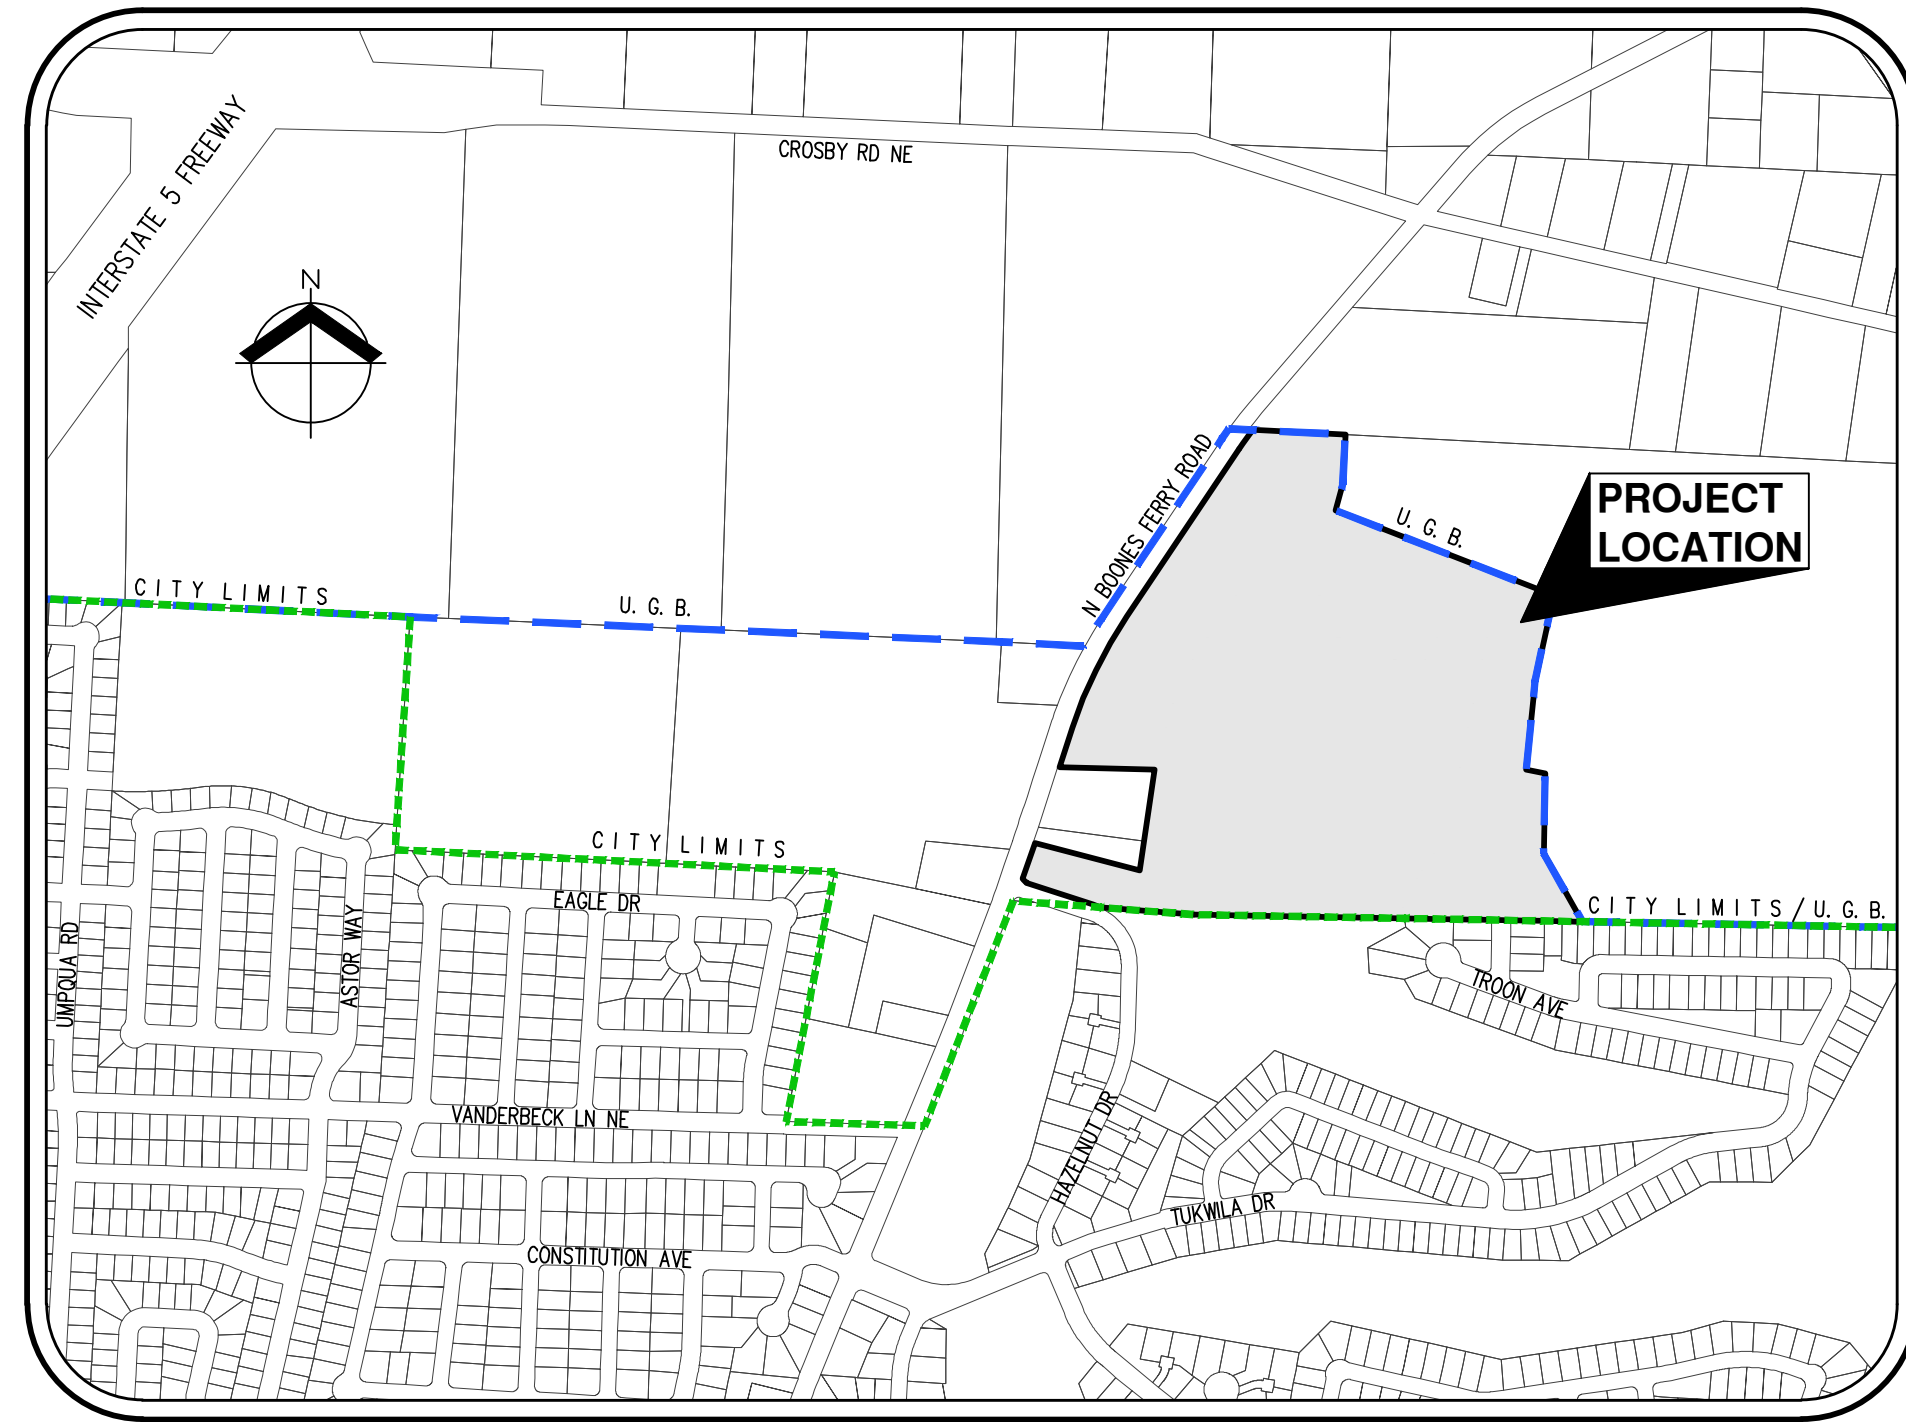 CROSBY RD NE
INTERSTATE 5 FREEWAY
N
N BOONES FERRY ROAD
PROJECT
LOCATION
U. G. B.
CITY LIMITS
U. G. B.
CITY LIMITS
EAGLE DR
CITY LIMITS/U. G. B.
UMPQUA RD
ASTOR WAY
TROON AVE
VANDERBECK LN NE
HAZELNUT DR
TUKWILA DR
CONSTITUTION AVE